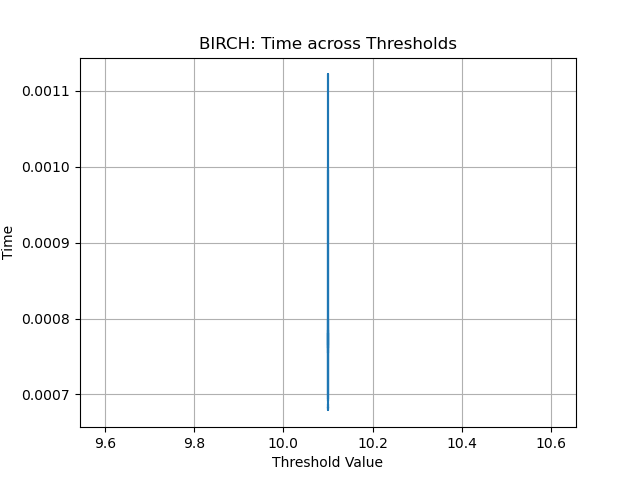 BIRCH: Time across Thresholds
0.0011
0.0010
0.0009
0.0008
0.0007
Time
9.6 9.8 10.0 10.2 10.4 10.6
Threshold Value